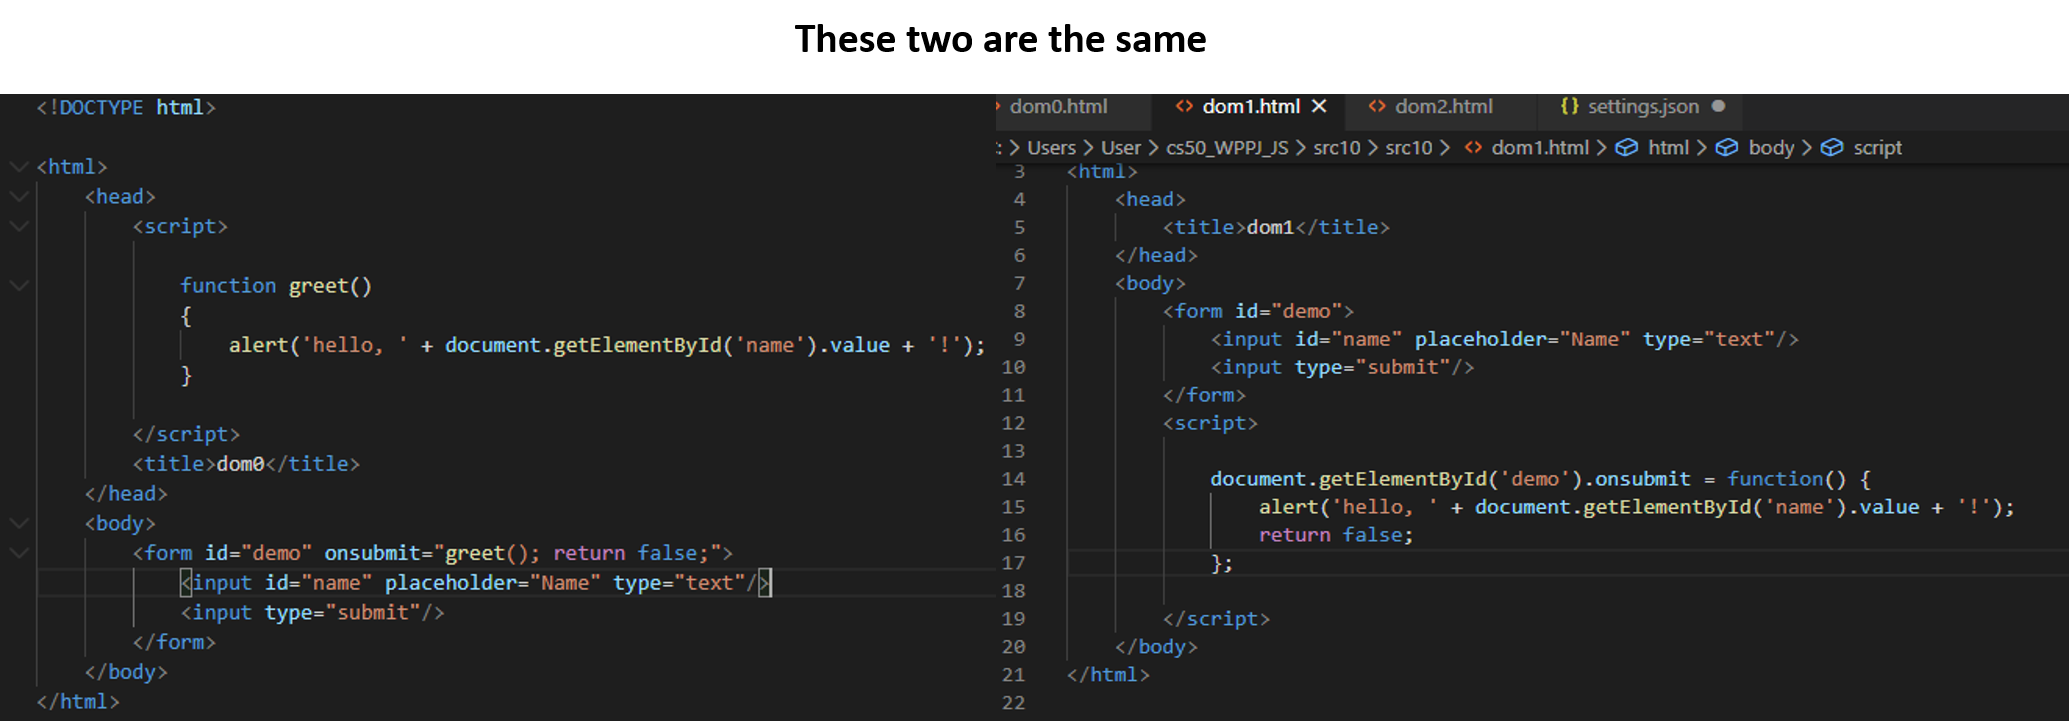 These two are the same
<!DOCTYPE html>
<html>
<head>
<script>
function greet()
{
alert('hello, ' + document.getElementById('name').value + '!');
}
</script>
<title>dom0</title>
</head>
<body>
<form id="demo" onsubmit="greet(); return false;">
<input id="name" placeholder="Name" type="text"/>
<input type="submit"/>
</form>
</body>
</html>
dom0.html dom1.html dom2.html {} settings.json
: > Users > User > cs50_WPPJ_JS > src10 > src10 > <> dom1.html > html > body > script
3 <html>
4 <head>
5 <title>dom1</title>
6 </head>
7 <body>
8 <form id="demo">
9 <input id="name" placeholder="Name" type="text"/>
10 <input type="submit"/>
11 </form>
12 <script>
13
14 document.getElementById('demo').onsubmit = function() {
15 alert('hello, ' + document.getElementById('name').value + '!');
16 return false;
17 };
18
19 </script>
20 </body>
21 </html>
22